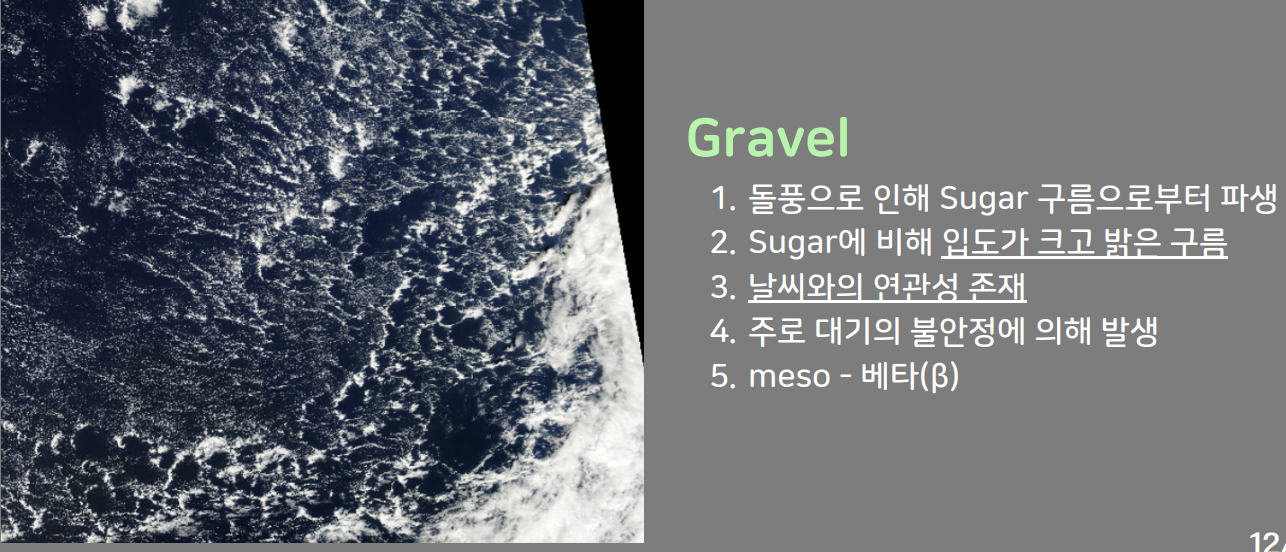 Gravel
1. 돌풍으로 인해 Sugar 구름으로부터 파생
2. Sugar에 비해 입도가 크고 밝은 구름
3. 날씨와의 연관성 존재
4. 주로 대기의 불안정에 의해 발생
5. meso - 베타(β)
12